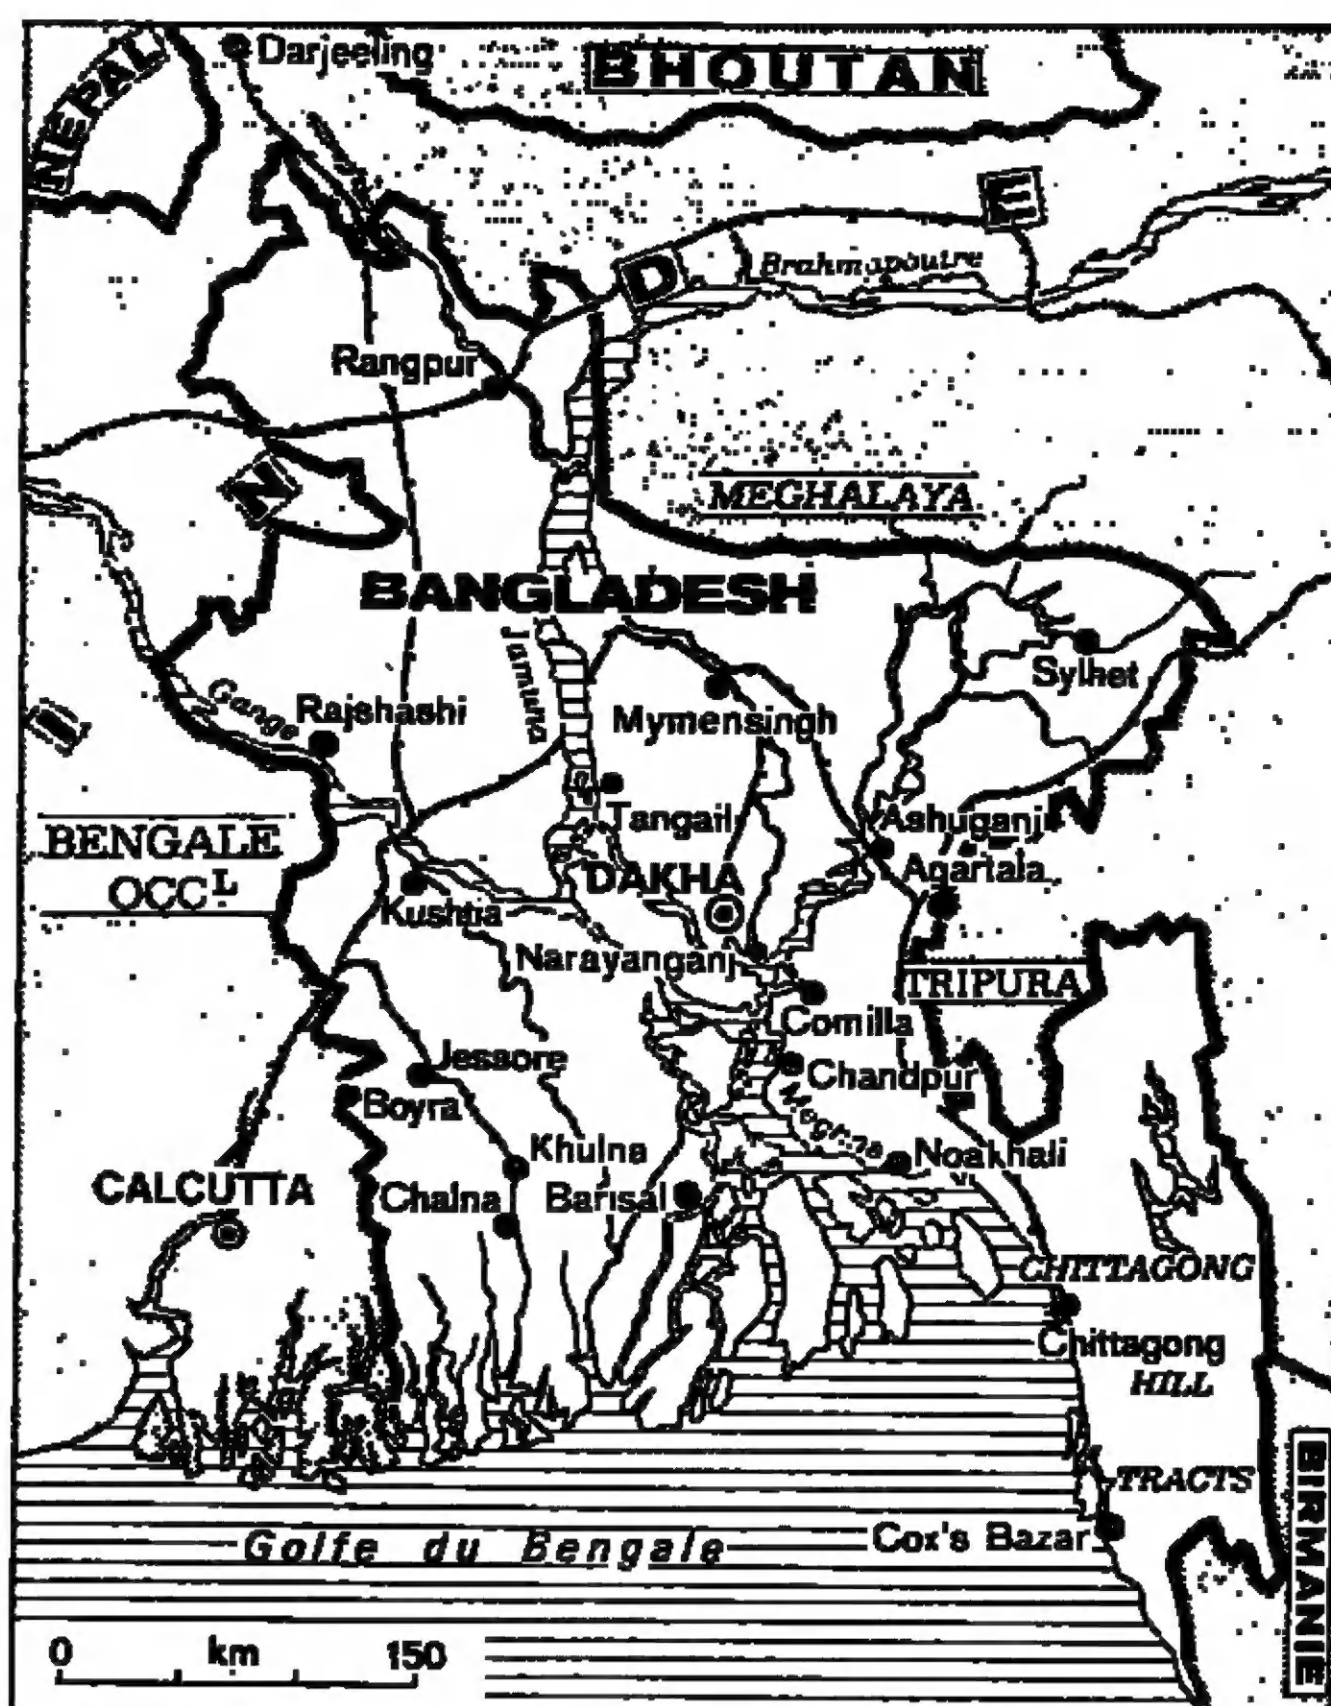 NEPAL
Darjeeling
BHOUTAN
E
D
Brahmapoutre
Rangpur
N
MEGHALAYA
BANGLADESH
Jamuna
Sylhet
Gange
Rajshashi
Mymensingh
I
Tangail
Ashuganj
BENGALE
OCCL
DAKHA
Agartala
Kushtia
Narayanganj
TRIPURA
Comilla
Jessore
Chandpur
Boyra
Meghna
Khulna
Noakhali
CALCUTTA
Chalna
Barisal
CHITTAGONG
Chittagong
HILL
TRACTS
BIRMANIE
Golfe du Bengale
Cox's Bazar
0 km 150